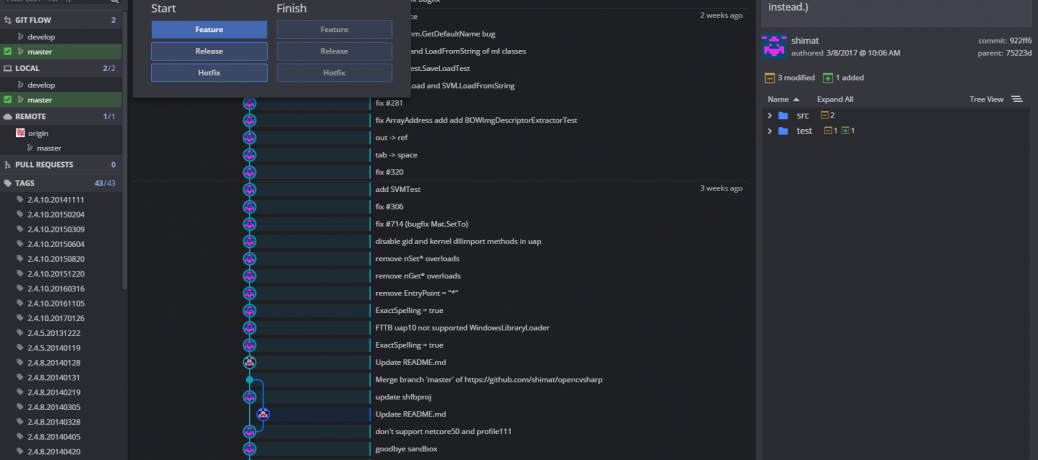 GIT FLOW 2
develop
master
LOCAL 2/2
develop
master
REMOTE 1/1
origin
master
PULL REQUESTS 0
TAGS 43/43
2.4.10.20141111
2.4.10.20150204
2.4.10.20150309
2.4.10.20150604
2.4.10.20150820
2.4.10.20151220
2.4.10.20160316
2.4.10.20161105
2.4.10.20170126
2.4.5.20131222
2.4.5.20140119
2.4.8.20140128
2.4.8.20140131
2.4.8.20140219
2.4.8.20140305
2.4.8.20140328
2.4.8.20140405
2.4.8.20140420
Start Finish
Feature Feature
Release Release
Hotfix Hotfix
2 weeks ago
m.GetDefaultName bug
and LoadFromString of ml classes
est.SaveLoadTest
Load and SVM.LoadFromString
fix #281
fix ArrayAddress add add BOWImgDescriptorExtractorTest
out -> ref
tab -> space
fix #320
add SVMTest 3 weeks ago
fix #306
fix #714 (bugfix Mat.SetTo)
disable gid and kernel dllimport methods in uap
remove nSet* overloads
remove nGet* overloads
remove EntryPoint = "*"
ExactSpelling = true
FTTB uap10 not supported WindowsLibraryLoader
ExactSpelling = true
Update README.md
Merge branch 'master' of https://github.com/shimat/opencvsharp
update shfbproj
Update README.md
don't support netcore50 and profile111
goodbye sandbox
instead.)
shimat commit: 922ff6
authored 3/8/2017 @ 10:06 AM parent: 75223d
3 modified 1 added
Name Expand All Tree View
src 2
test 1 1